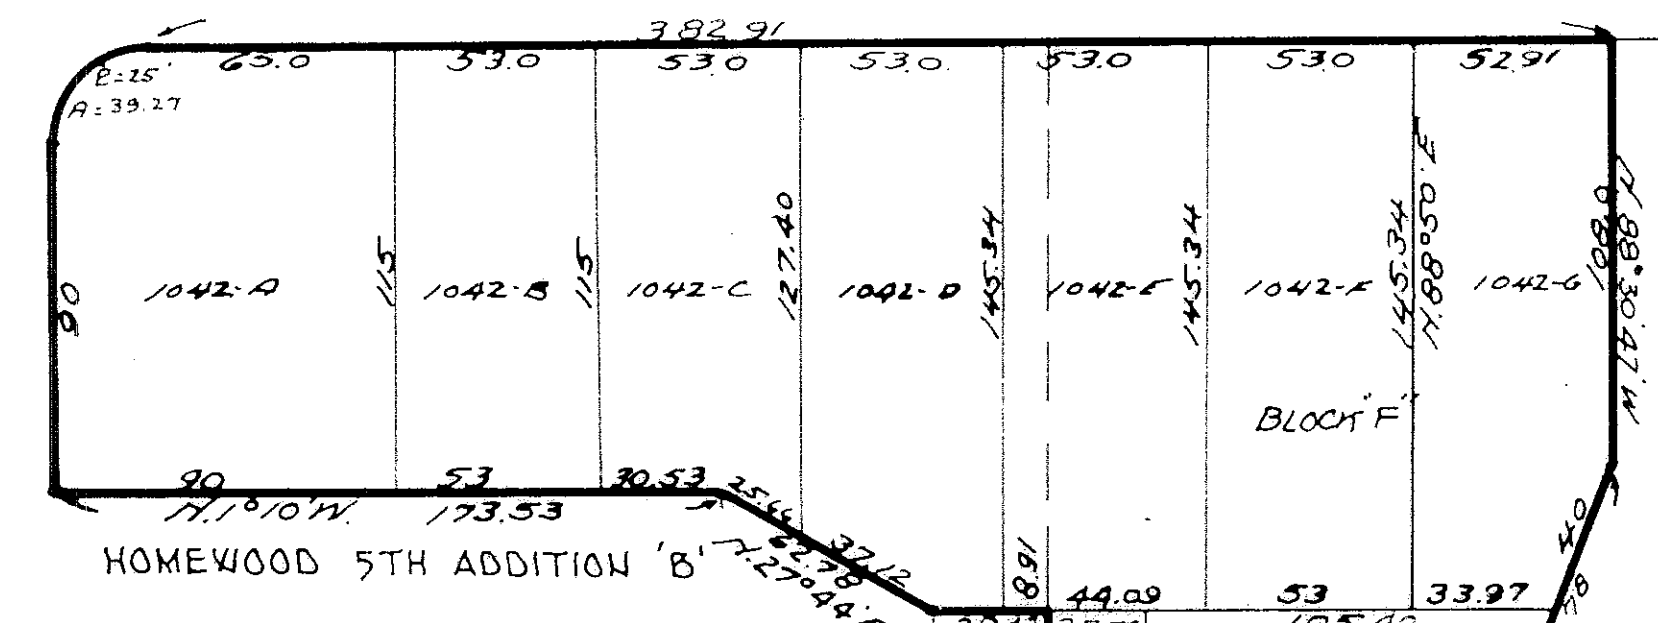 382.91
65.0 53.0 53.0 53.0 53.0 53.0 52.91
R=25'
A=39.27
90 1042-A 115 1042-B 115 1042-C 127.40 1042-D 145.34 1042-E 145.34 1042-F 145.34 N.88°50'E 1042-G
N 88°30'47"W
BLOCK "F"
90 53 30.53 25.66
N.1°10'W. 173.53
62.78 37.12
N.27°44'
HOMEWOOD 5TH ADDITION 'B'
8.91 44.09 53 33.97
40